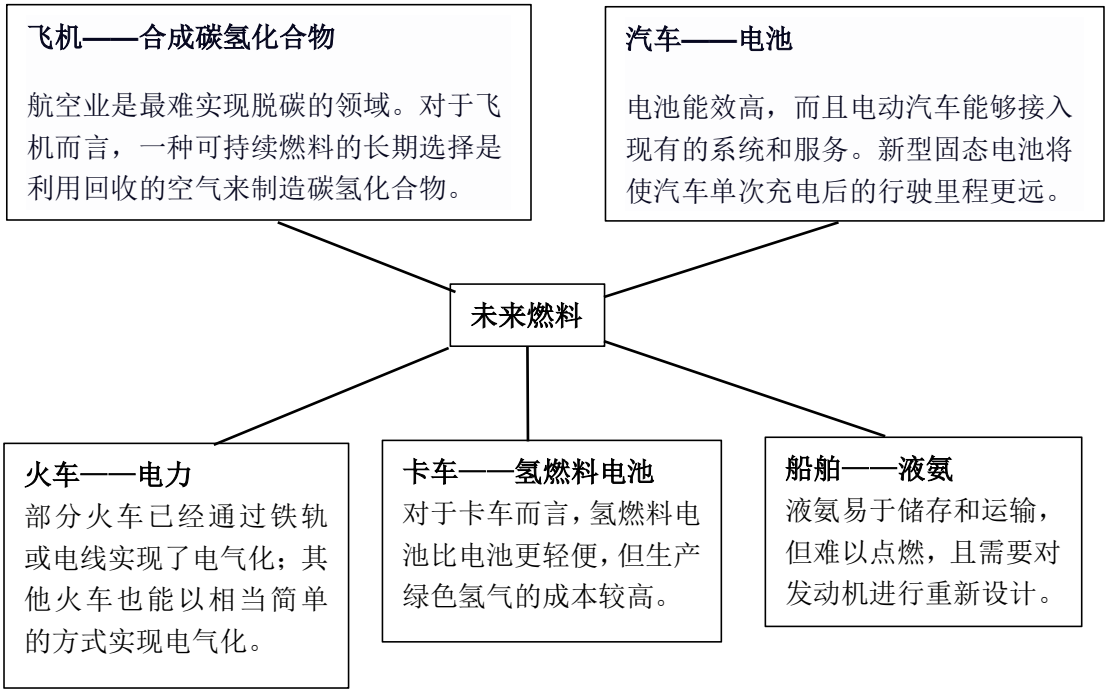 飞机——合成碳氢化合物
航空业是最难实现脱碳的领域。对于飞
机而言，一种可持续燃料的长期选择是
利用回收的空气来制造碳氢化合物。
汽车——电池
电池能效高，而且电动汽车能够接入
现有的系统和服务。新型固态电池将
使汽车单次充电后的行驶里程更远。
未来燃料
火车——电力
部分火车已经通过铁轨
或电线实现了电气化；其
他火车也能以相当简单
的方式实现电气化。
卡车——氢燃料电池
对于卡车而言，氢燃料电
池比电池更轻便，但生产
绿色氢气的成本较高。
船舶——液氨
液氨易于储存和运输，
但难以点燃，且需要对
发动机进行重新设计。